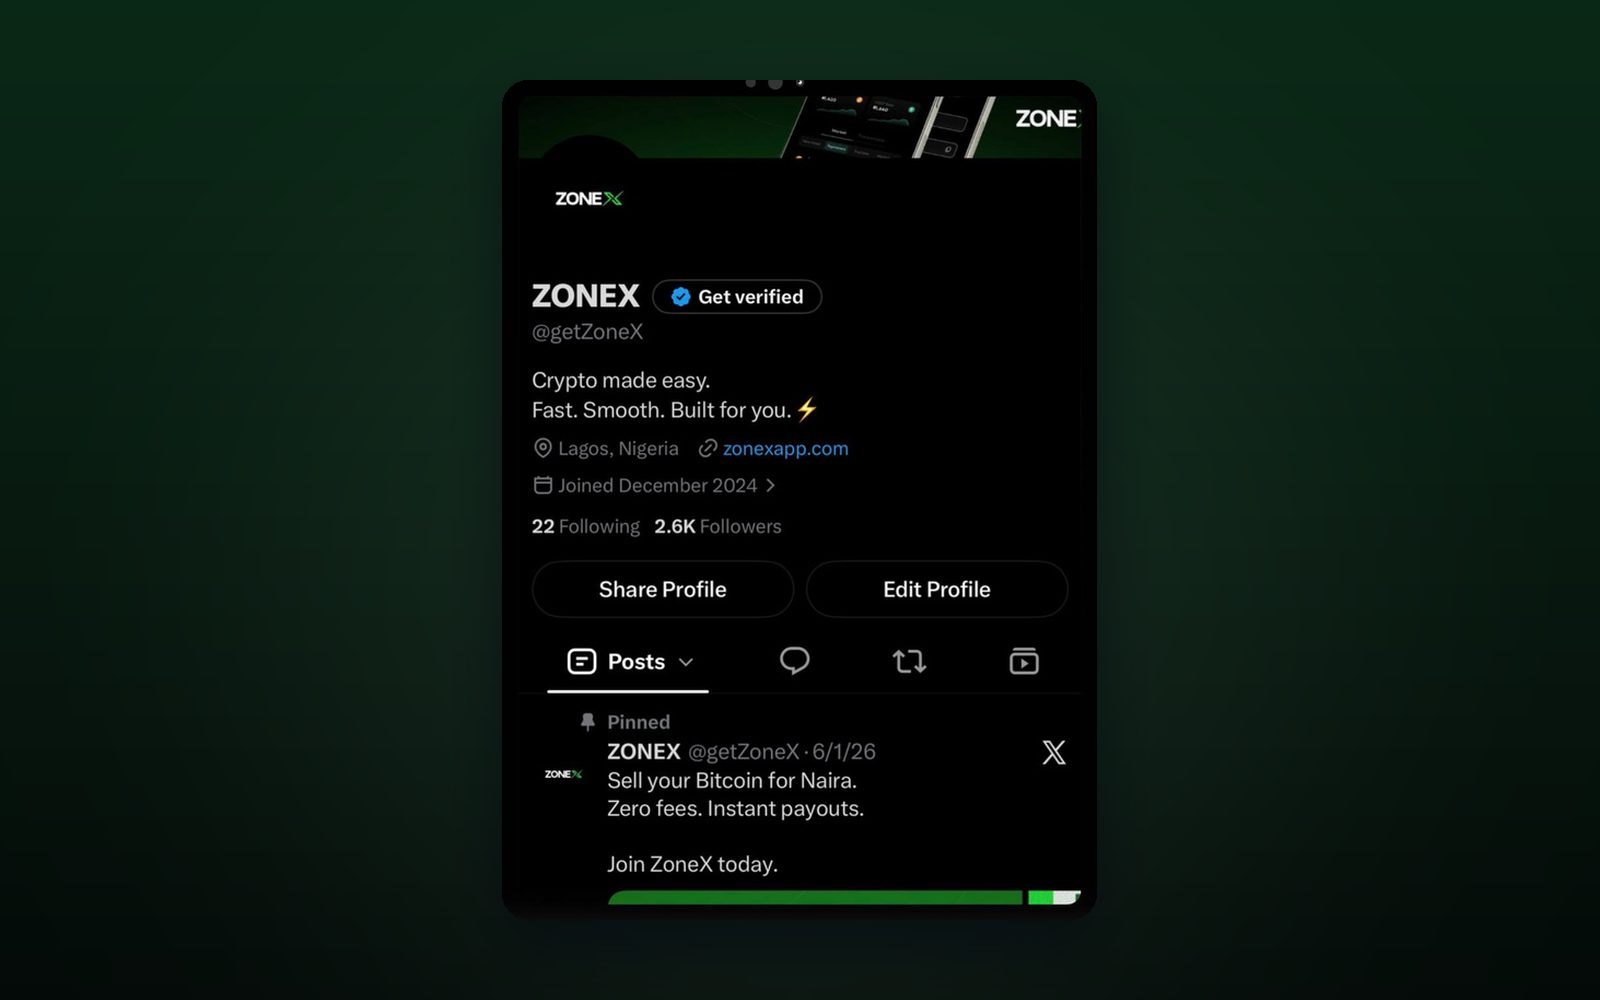 ZONE
ZONEX
ZONEX
Get verified
@getZoneX
Crypto made easy.
Fast. Smooth. Built for you.⚡
Lagos, Nigeria
zonexapp.com
Joined December 2024
22 Following 2.6K Followers
Share Profile
Edit Profile
Posts
Pinned
ZONEX @getZoneX · 6/1/26
ZONEX
Sell your Bitcoin for Naira.
Zero fees. Instant payouts.
Join ZoneX today.